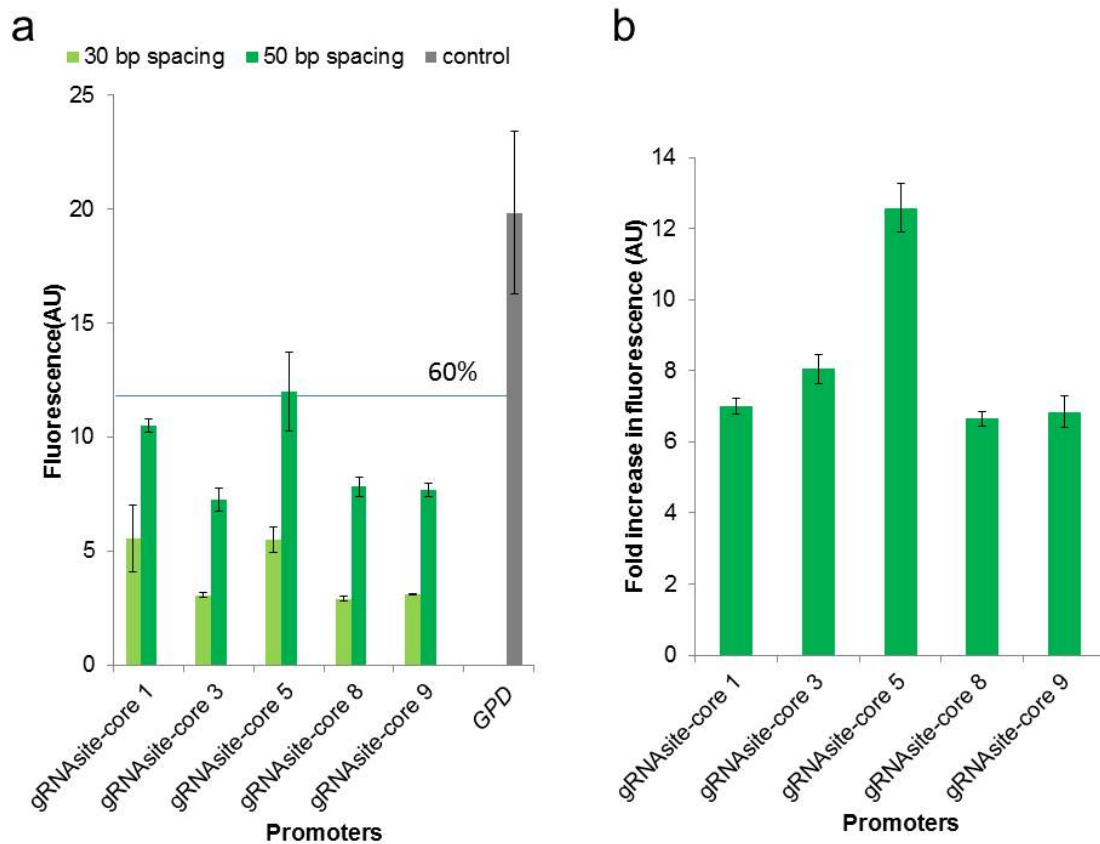 a
30 bp spacing 50 bp spacing control
25
20
15
10
5
0
Fluorescence(AU)
60%
gRNAsite-core 1
gRNAsite-core 3
gRNAsite-core 5
gRNAsite-core 8
gRNAsite-core 9
GPD
Promoters
b
14
12
10
8
6
4
2
0
Fold increase in fluorescence (AU)
gRNAsite-core 1
gRNAsite-core 3
gRNAsite-core 5
gRNAsite-core 8
gRNAsite-core 9
Promoters